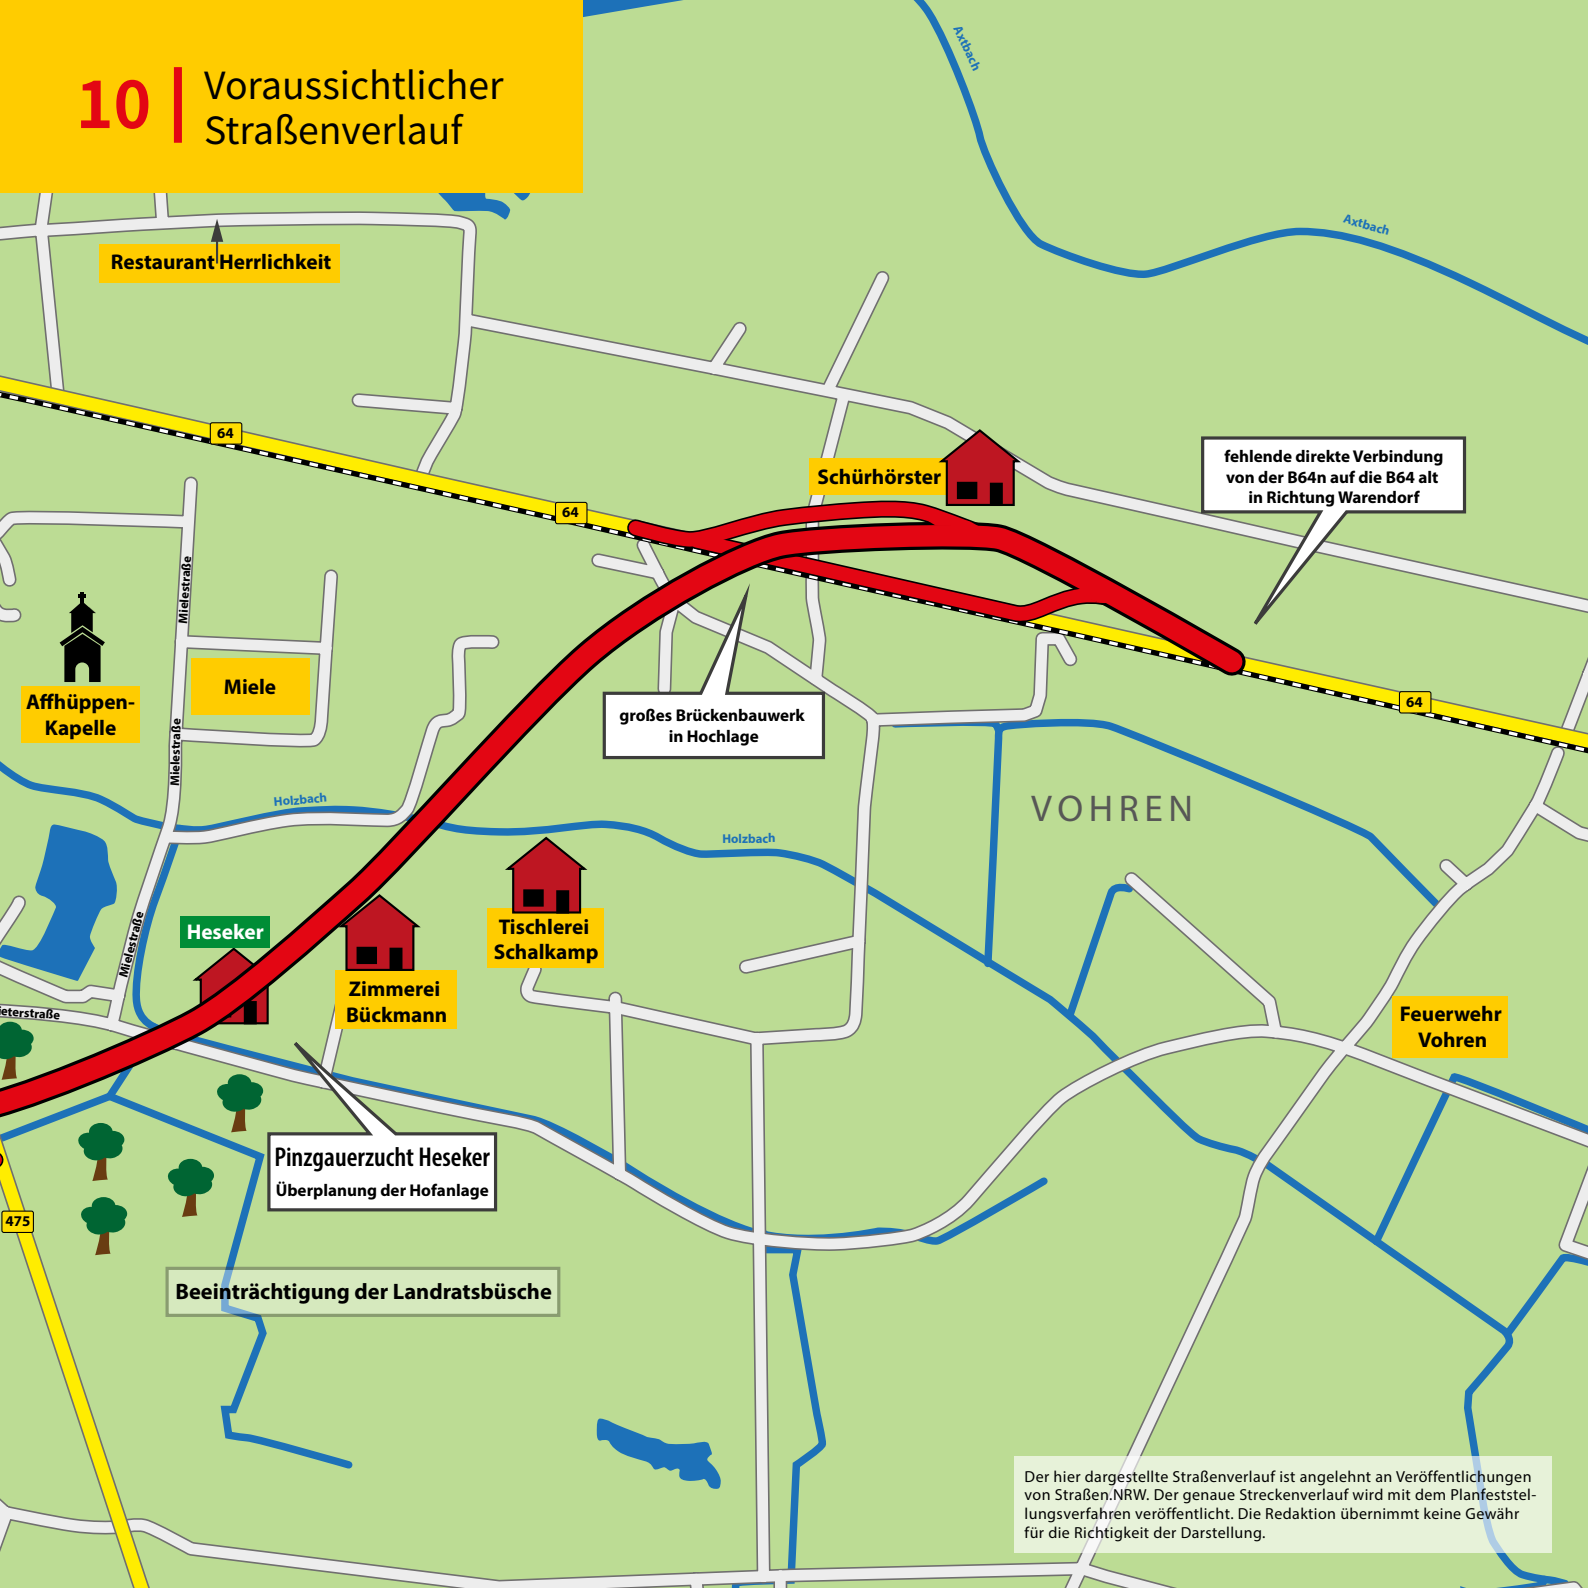 10 | Voraussichtlicher
Straßenverlauf
Axtbach
Axtbach
Restaurant Herrlichkeit
64
64
Schürhörster
fehlende direkte Verbindung
von der B64n auf die B64 alt
in Richtung Warendorf
Mielestraße
Affhüppen-
Kapelle
Miele
Mielestraße
großes Brückenbauwerk
in Hochlage
64
VOHREN
Holzbach
Holzbach
Mielestraße
Heseker
Tischlerei
Schalkamp
Zimmerei
Bückmann
ieterstraße
Feuerwehr
Vohren
Pinzgauerzucht Heseker
Überplanung der Hofanlage
475
Beeinträchtigung der Landratsbüsche
Der hier dargestellte Straßenverlauf ist angelehnt an Veröffentlichungen
von Straßen.NRW. Der genaue Streckenverlauf wird mit dem Planfeststel-
lungsverfahren veröffentlicht. Die Redaktion übernimmt keine Gewähr
für die Richtigkeit der Darstellung.